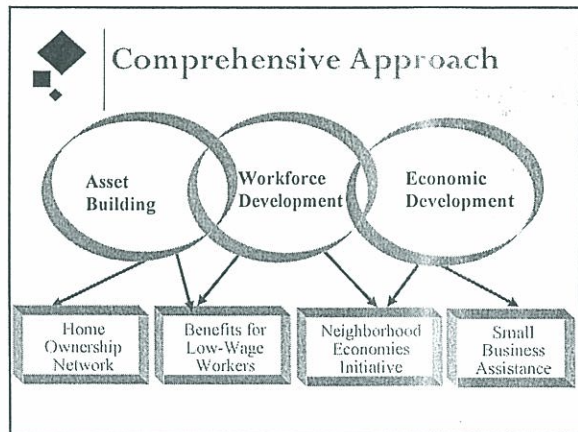 Comprehensive Approach
Asset
Building
Workforce
Development
Economic
Development
Home
Ownership
Network
Benefits for
Low-Wage
Workers
Neighborhood
Economies
Initiative
Small
Business
Assistance